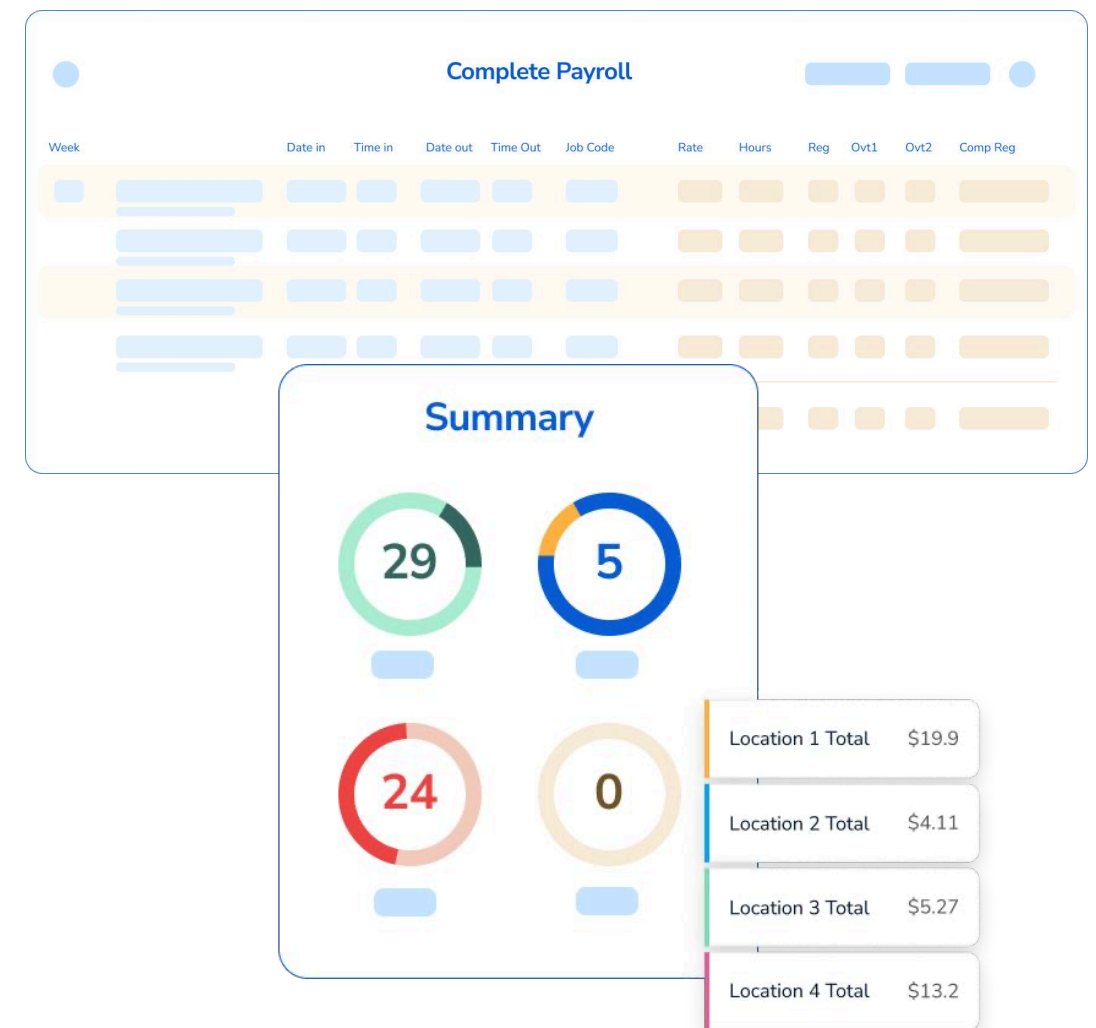 Complete Payroll
Week Date in Time in Date out Time Out Job Code Rate Hours Reg Ovt1 Ovt2 Comp Reg
Summary
29 5
24 0
Location 1 Total $19.9
Location 2 Total $4.11
Location 3 Total $5.27
Location 4 Total $13.2